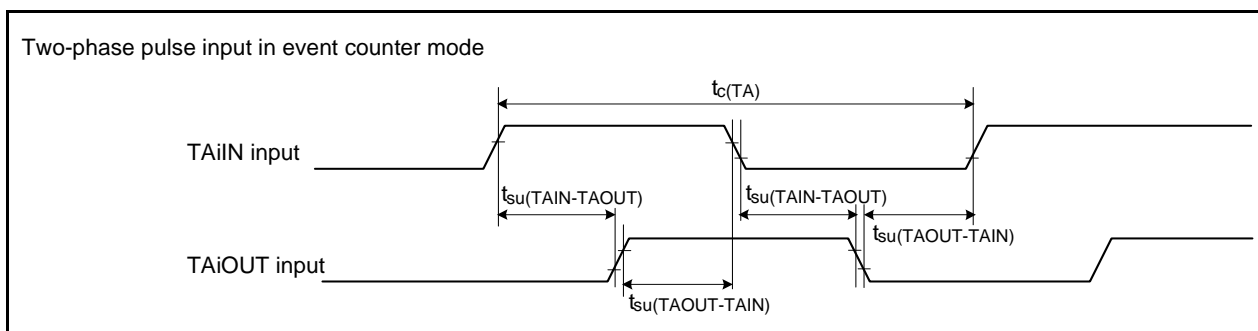 Two-phase pulse input in event counter mode
tc(TA)
TAiIN input
tsu(TAIN-TAOUT)
tsu(TAIN-TAOUT)
tsu(TAOUT-TAIN)
TAiOUT input
tsu(TAOUT-TAIN)